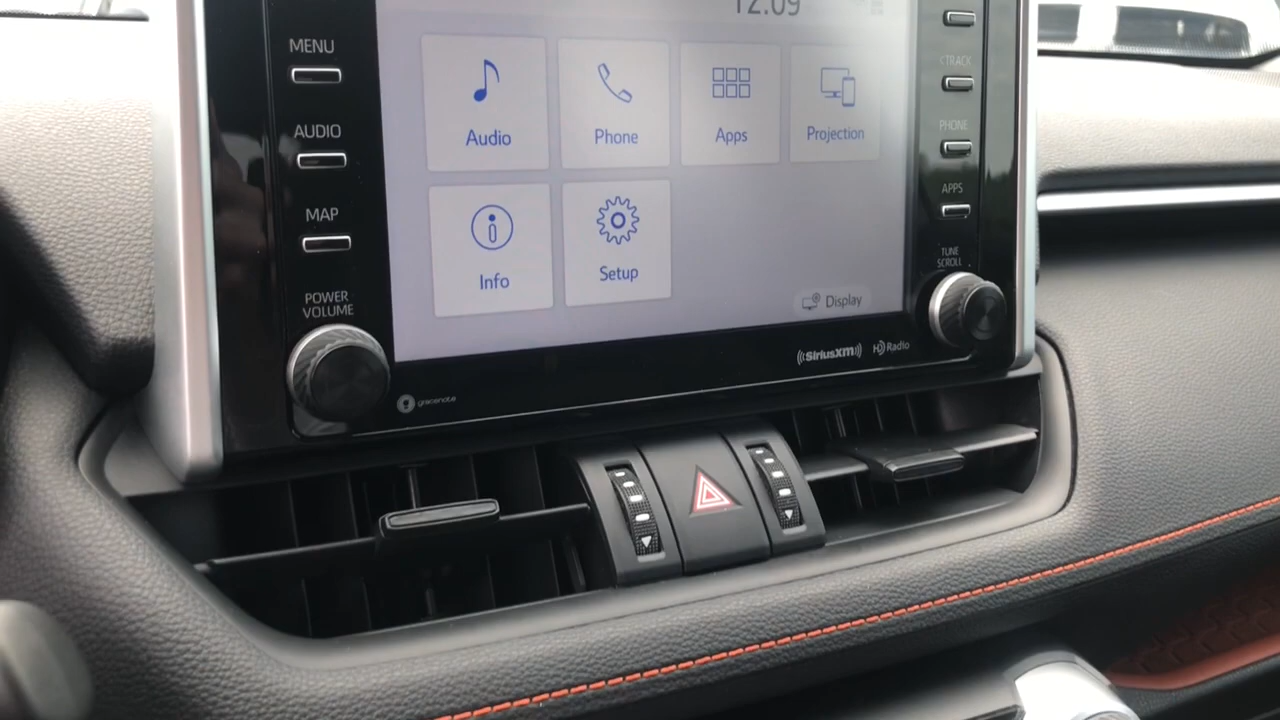 12:09
MENU
AUDIO
MAP
POWER
VOLUME
Audio
Phone
Apps
Projection
Info
Setup
Display
TRACK
PHONE
APPS
TUNE
SCROLL
gracenote
SiriusXM
HD Radio